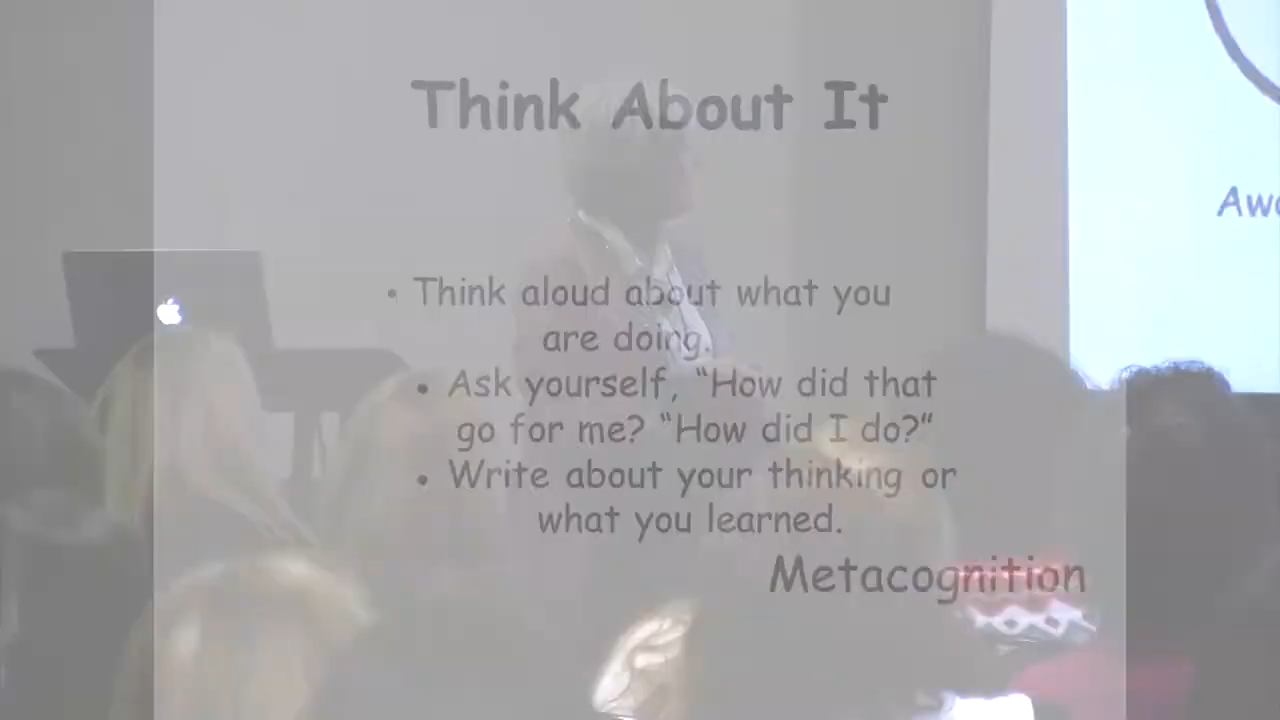 Think About It
• Think aloud about what you
are doing.
• Ask yourself, “How did that
go for me? “How did I do?”
• Write about your thinking or
what you learned.
Metacognition